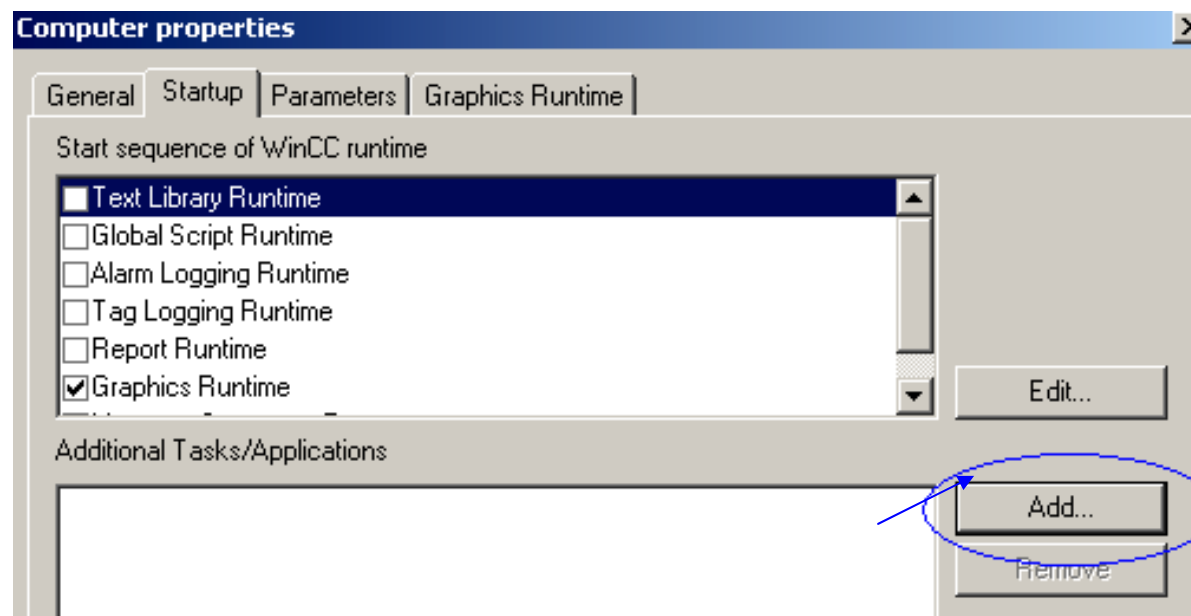 Computer properties
General Startup Parameters Graphics Runtime
Start sequence of WinCC runtime
Text Library Runtime
Global Script Runtime
Alarm Logging Runtime
Tag Logging Runtime
Report Runtime
Graphics Runtime
Edit...
Additional Tasks/Applications
Add...
Remove